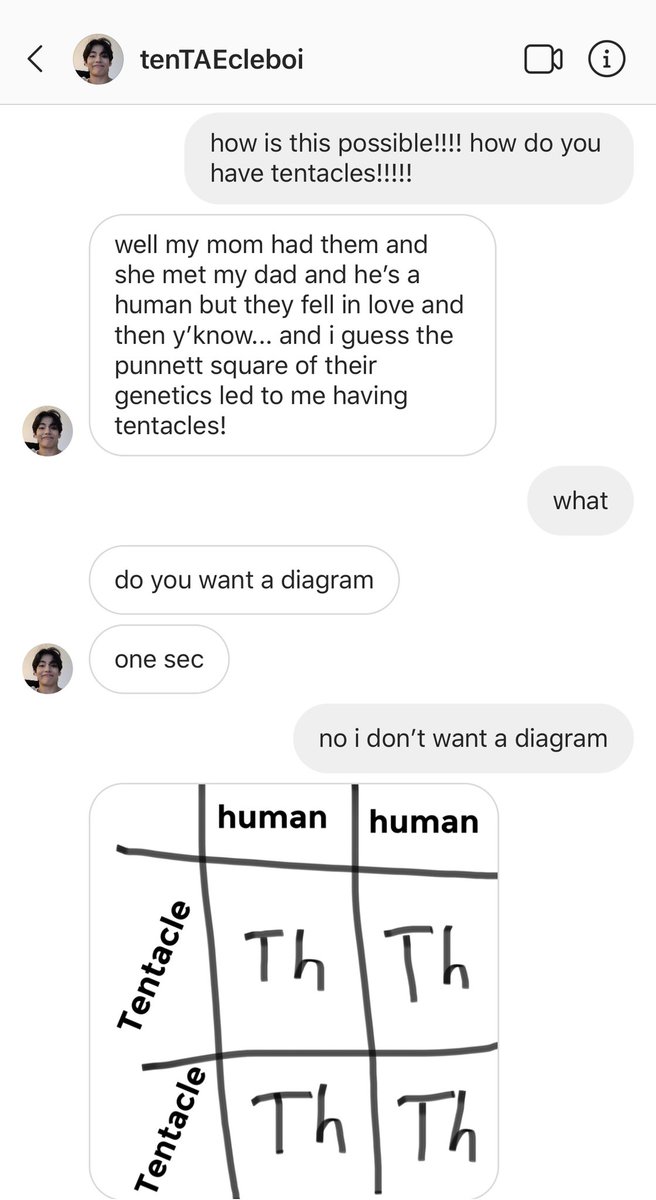 tenTAEcleboi
how is this possible!!!! how do you
have tentacles!!!!!
well my mom had them and
she met my dad and he’s a
human but they fell in love and
then y’know... and i guess the
punnett square of their
genetics led to me having
tentacles!
what
do you want a diagram
one sec
no i don’t want a diagram
human human
Tentacle Th Th
Tentacle Th Th